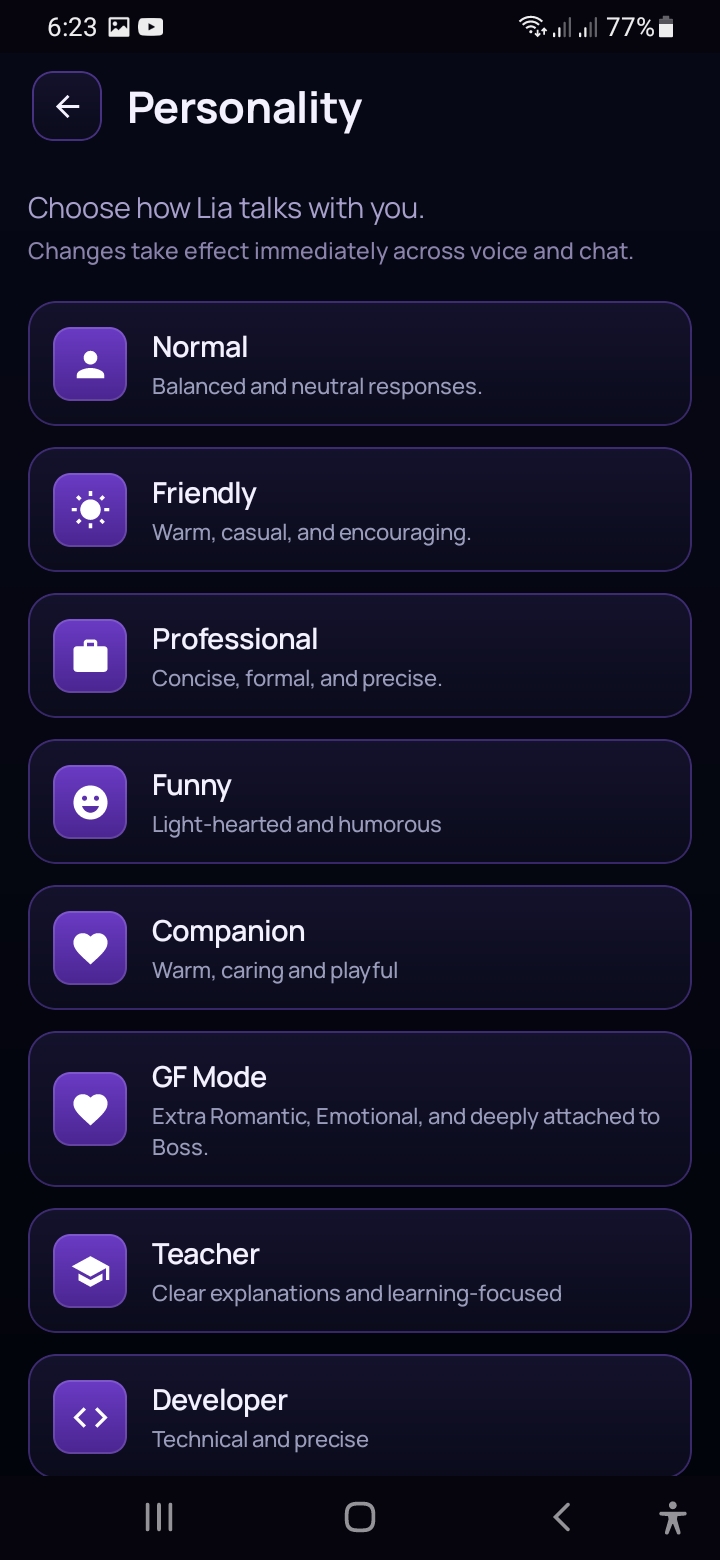 6:23
77%
Personality
Choose how Lia talks with you.
Changes take effect immediately across voice and chat.
Normal
Balanced and neutral responses.
Friendly
Warm, casual, and encouraging.
Professional
Concise, formal, and precise.
Funny
Light-hearted and humorous
Companion
Warm, caring and playful
GF Mode
Extra Romantic, Emotional, and deeply attached to
Boss.
Teacher
Clear explanations and learning-focused
Developer
Technical and precise